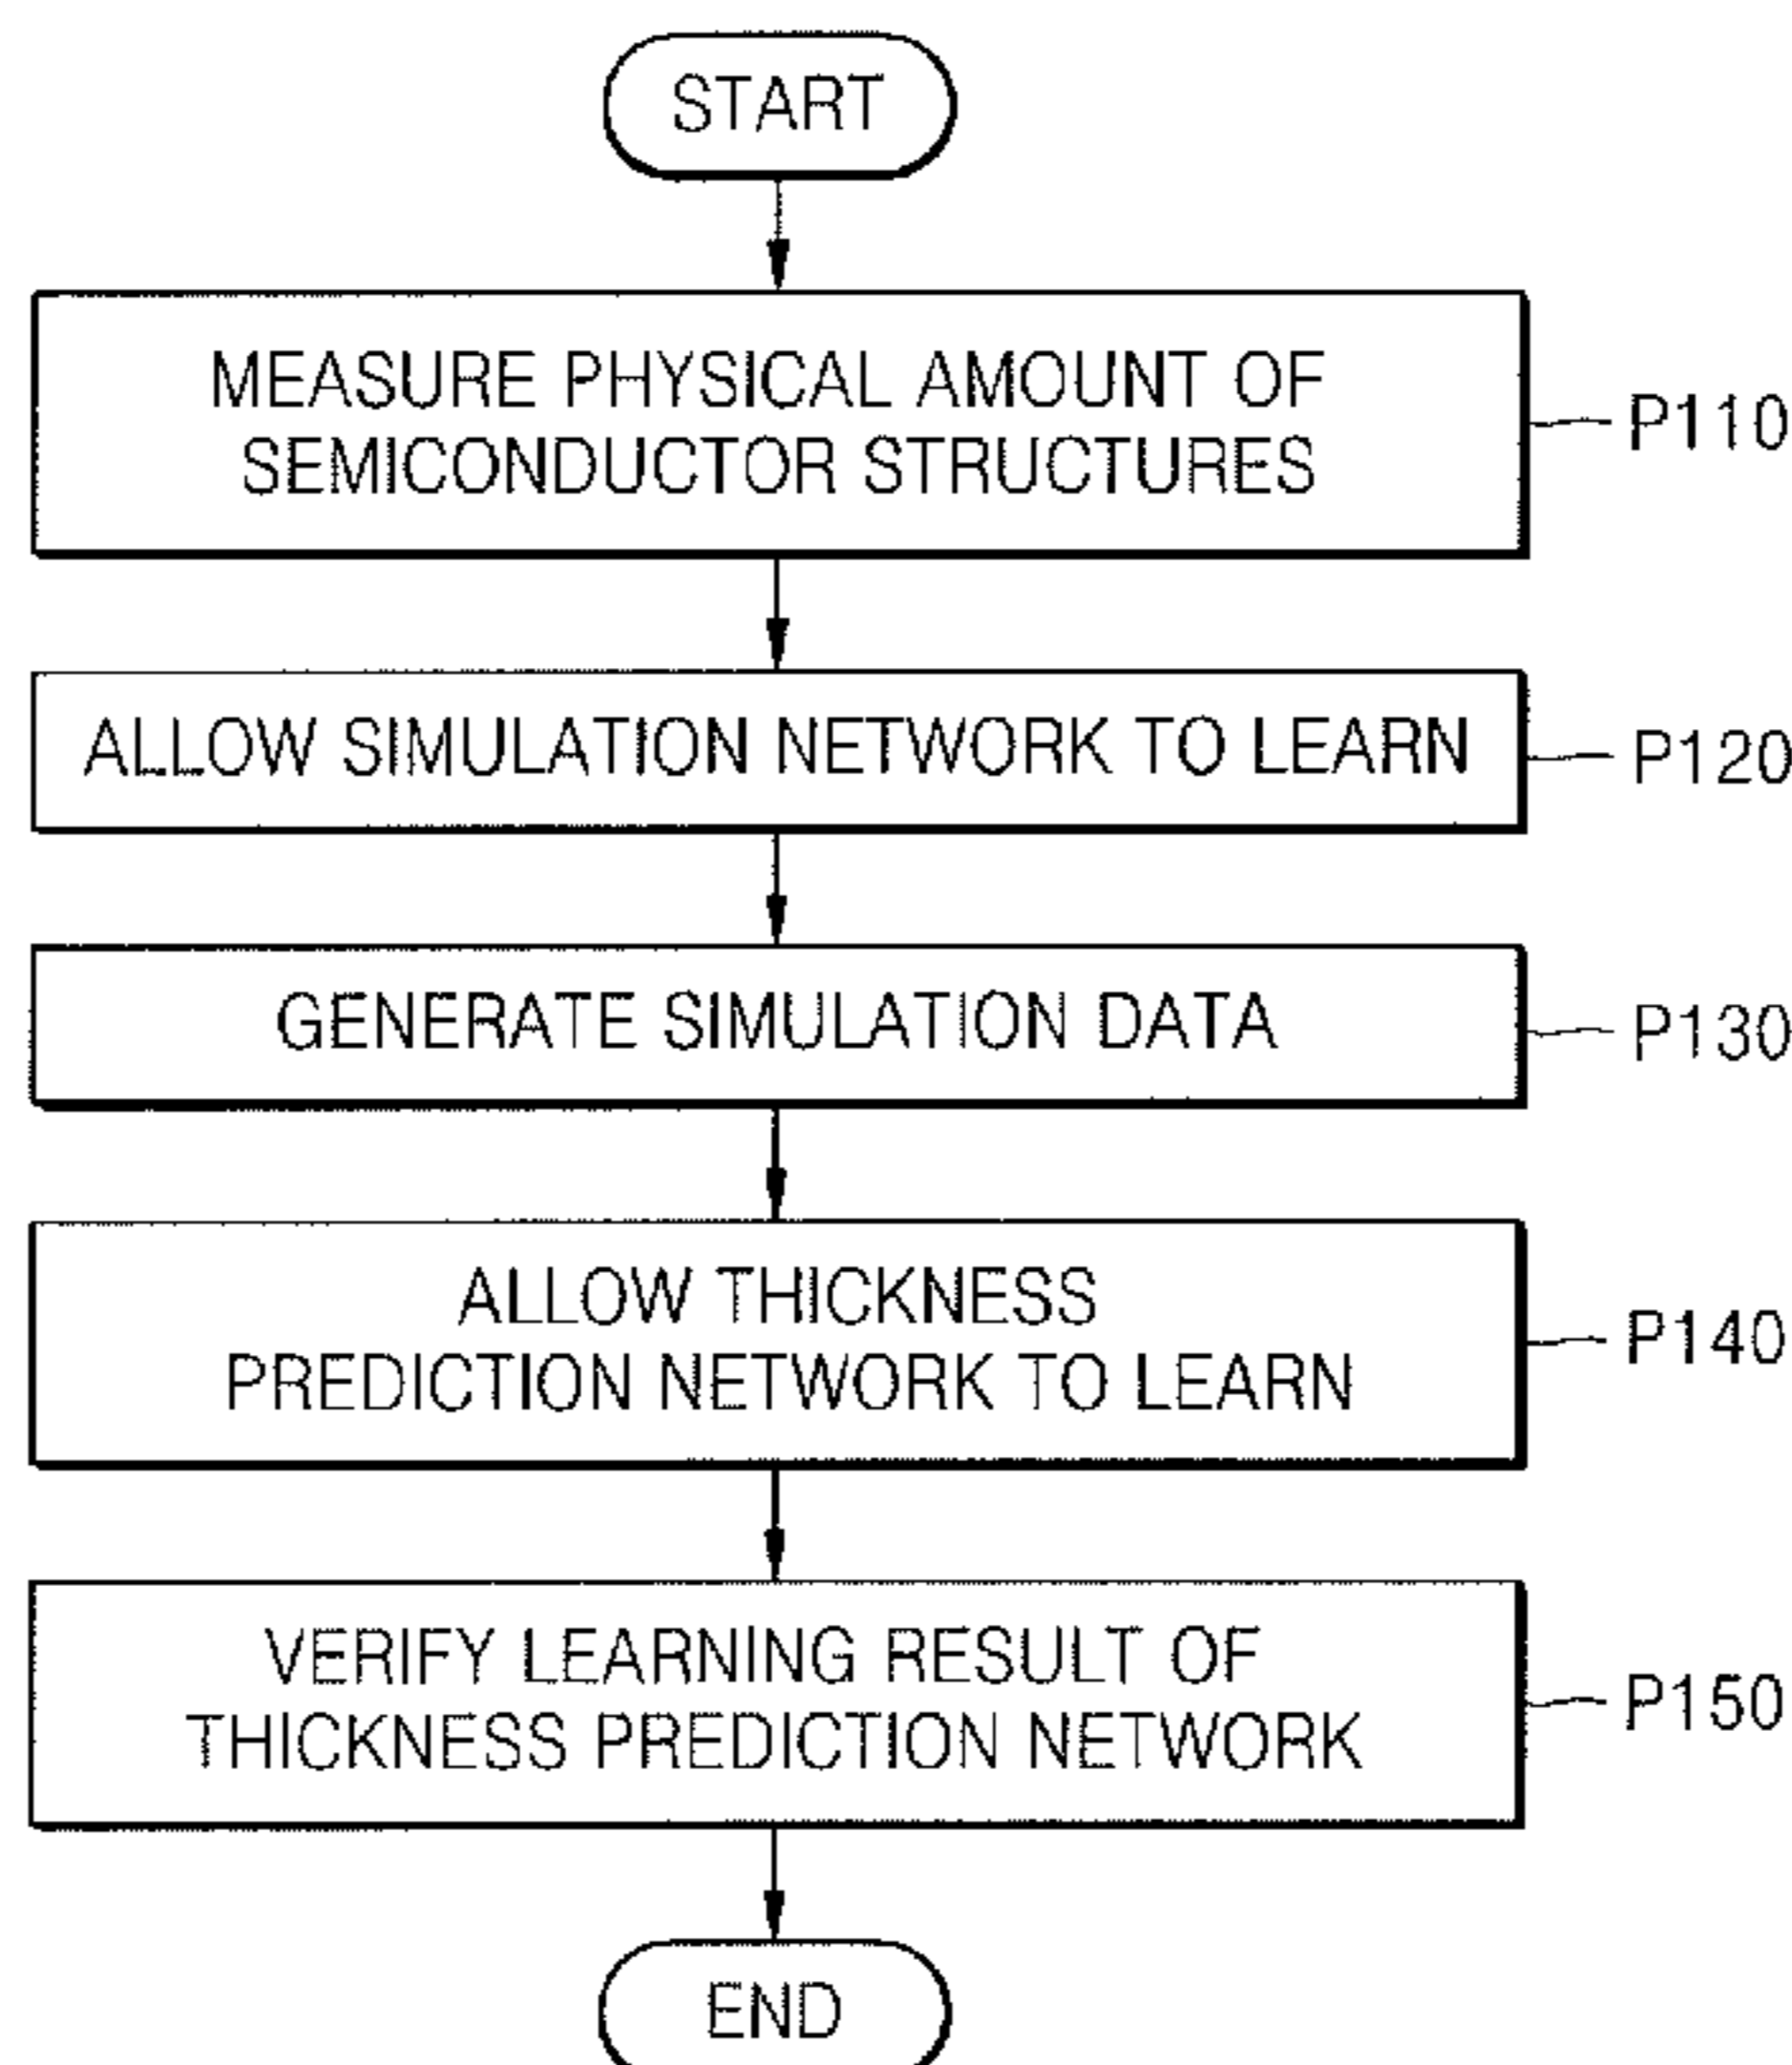 START
MEASURE PHYSICAL AMOUNT OF
SEMICONDUCTOR STRUCTURES
P110
ALLOW SIMULATION NETWORK TO LEARN
P120
GENERATE SIMULATION DATA
P130
ALLOW THICKNESS
PREDICTION NETWORK TO LEARN
P140
VERIFY LEARNING RESULT OF
THICKNESS PREDICTION NETWORK
P150
END